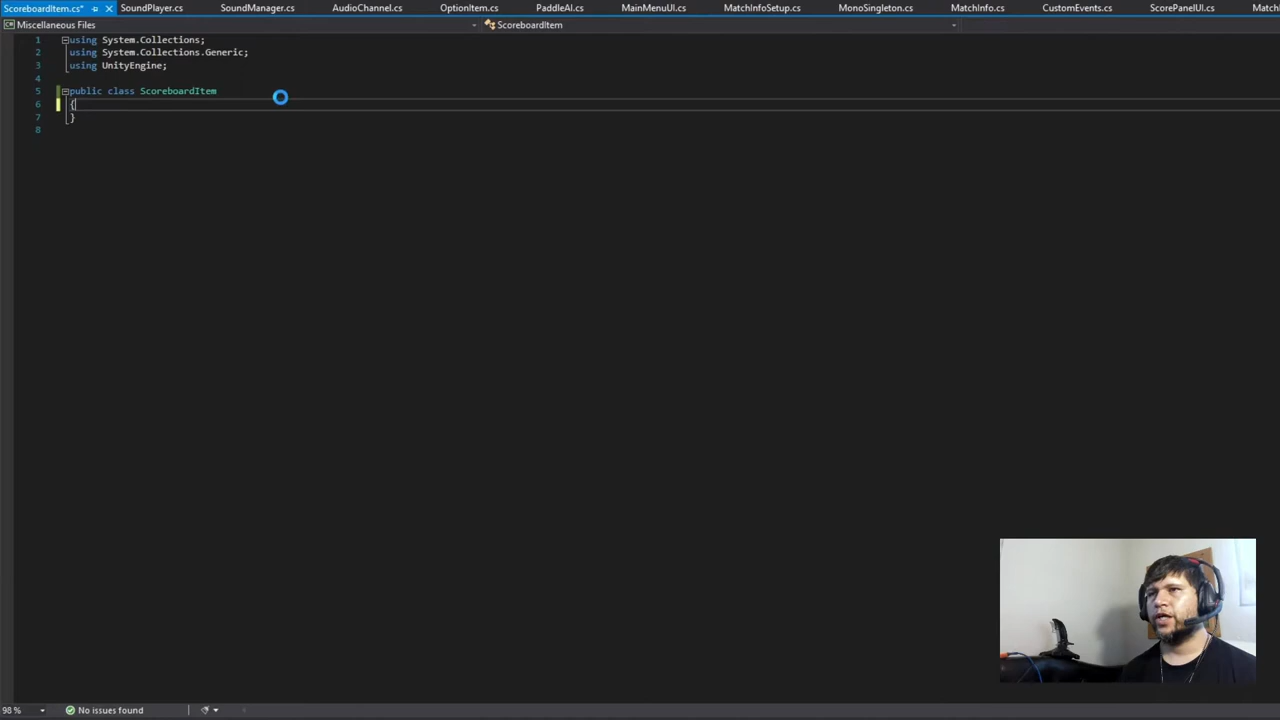 ScoreboardItem.cs* SoundPlayer.cs SoundManager.cs AudioChannel.cs OptionItem.cs PaddleAI.cs MainMenuUI.cs MatchInfoSetup.cs MonoSingleton.cs MatchInfo.cs CustomEvents.cs ScorePanelUI.cs Match
Miscellaneous Files ScoreboardItem
1 using System.Collections;
2 using System.Collections.Generic;
3 using UnityEngine;
4
5 public class ScoreboardItem
6 {
7 }
8
98 % No issues found